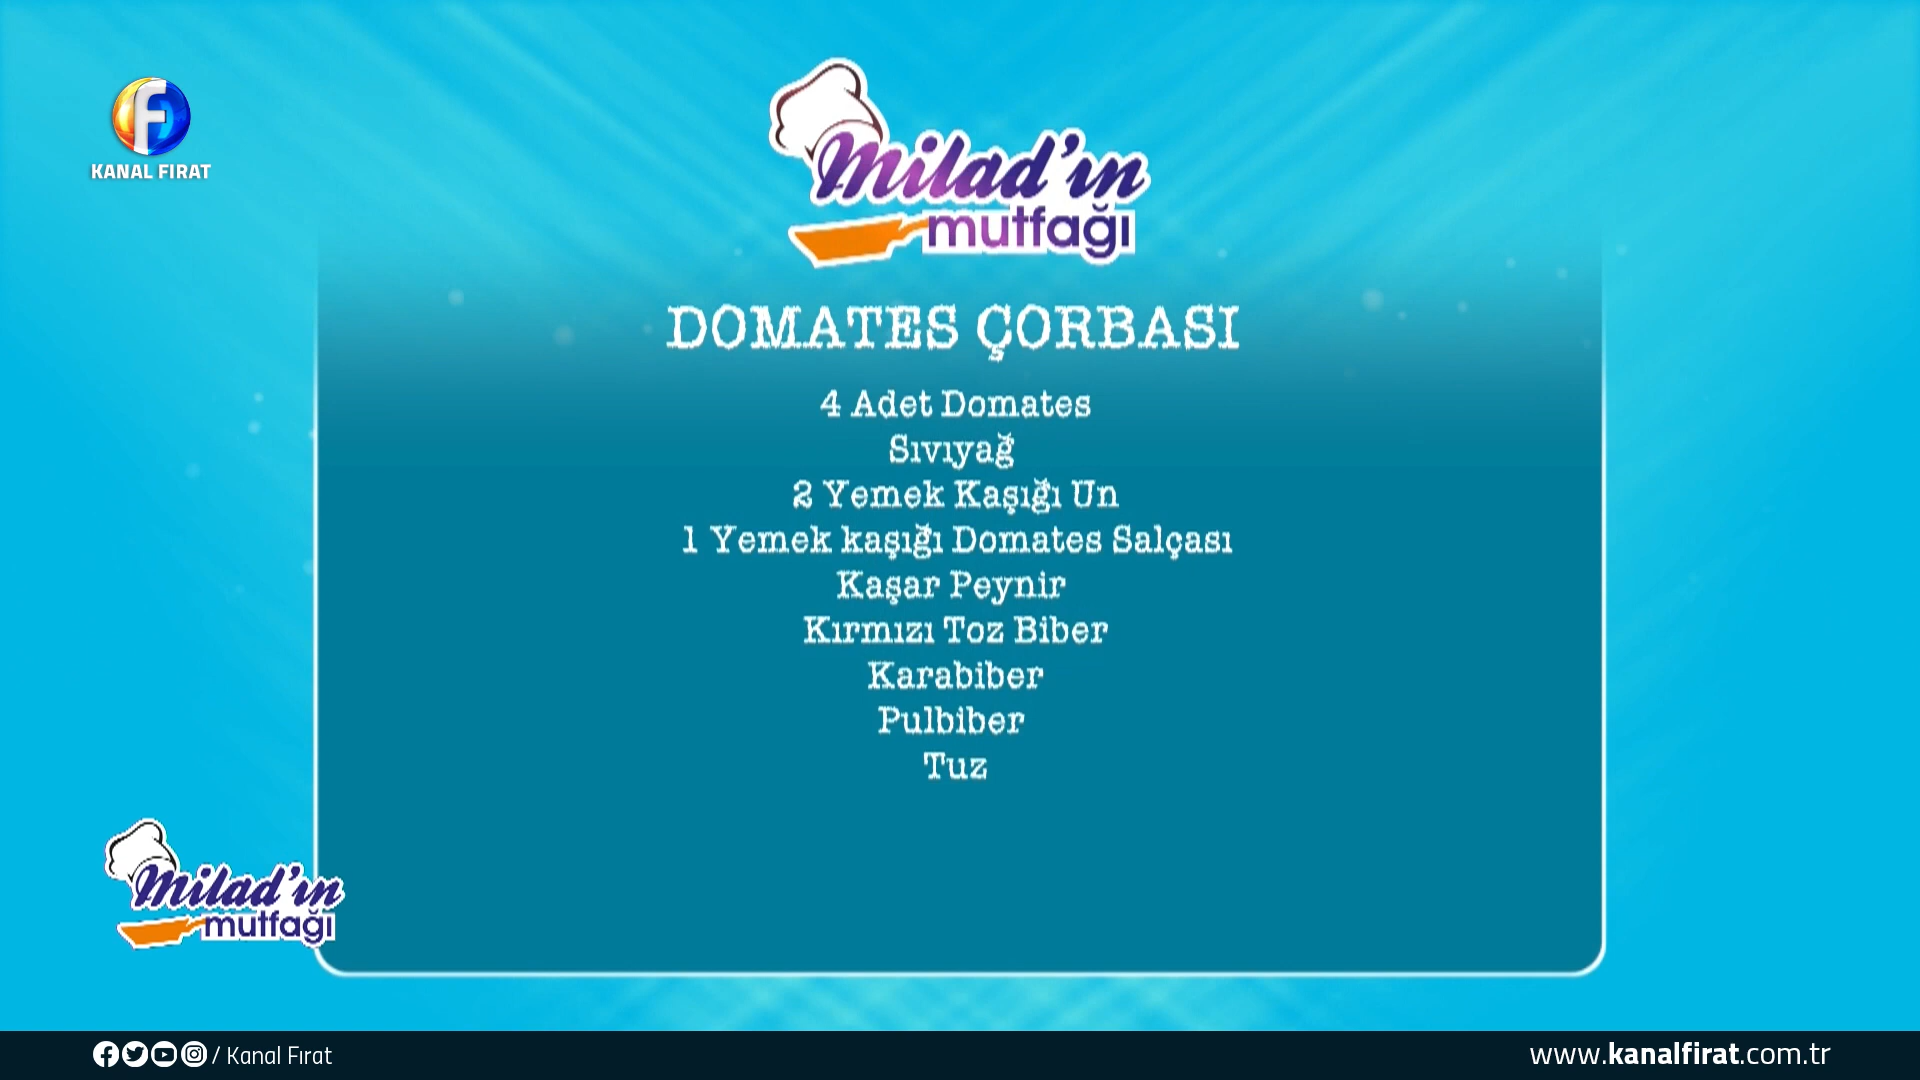 KANAL FIRAT
Milad'ın
mutfağı
DOMATES ÇORBASI
4 Adet Domates
Sıvıyağ
2 Yemek Kaşığı Un
1 Yemek kaşığı Domates Salçası
Kaşar Peynir
Kırmızı Toz Biber
Karabiber
Pulbiber
Tuz
Milad'ın
mutfağı
/ Kanal Fırat
www.kanalfirat.com.tr